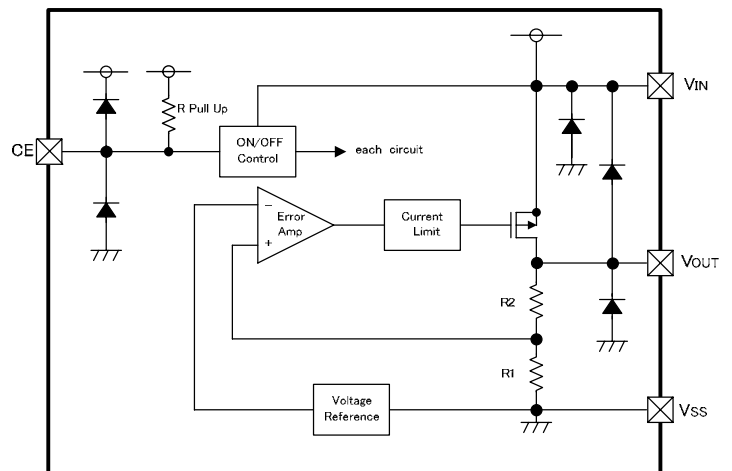 VIN
R Pull Up
CE
ON/OFF
Control
each circuit
−
Error
Amp
+
Current
Limit
VOUT
R2
R1
Voltage
Reference
VSS